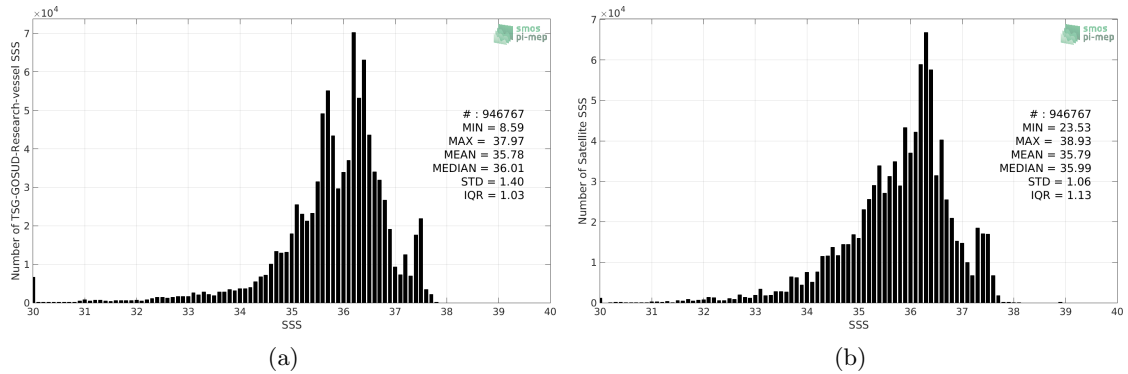 ×10⁴
7
6
5
4
3
2
1
0
30 31 32 33 34 35 36 37 38 39 40
SSS
Number of TSG-GOSUD-Research-vessel SSS
smos
pi-mep
# : 946767
MIN = 8.59
MAX = 37.97
MEAN = 35.78
MEDIAN = 36.01
STD = 1.40
IQR = 1.03
(a)
×10⁴
7
6
5
4
3
2
1
0
30 31 32 33 34 35 36 37 38 39 40
SSS
Number of Satellite SSS
smos
pi-mep
# : 946767
MIN = 23.53
MAX = 38.93
MEAN = 35.79
MEDIAN = 35.99
STD = 1.06
IQR = 1.13
(b)